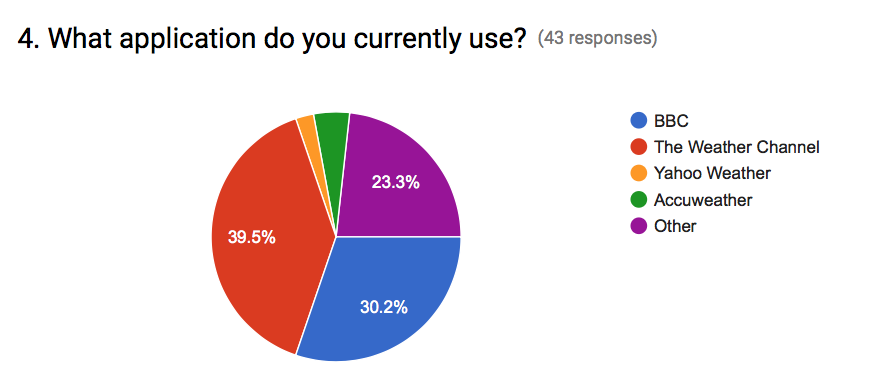 4. What application do you currently use? (43 responses)
BBC
The Weather Channel
Yahoo Weather
Accuweather
Other
23.3%
39.5%
30.2%